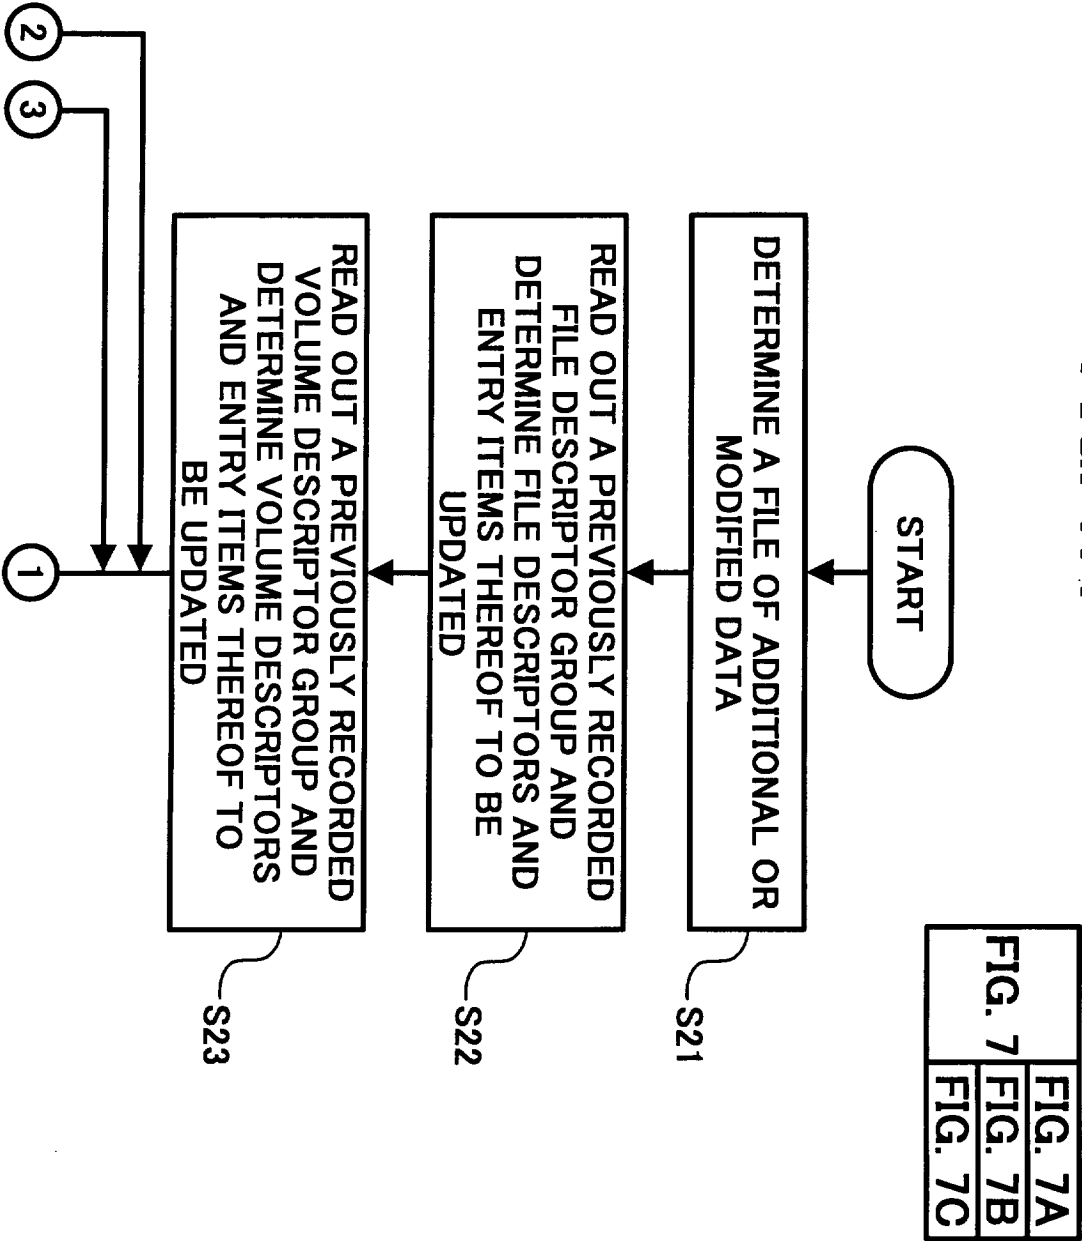 FIG. 7
FIG. 7A
FIG. 7B
FIG. 7C
START
DETERMINE A FILE OF ADDITIONAL OR
MODIFIED DATA
S21
READ OUT A PREVIOUSLY RECORDED
FILE DESCRIPTOR GROUP AND
DETERMINE FILE DESCRIPTORS AND
ENTRY ITEMS THEREOF TO BE
UPDATED
S22
READ OUT A PREVIOUSLY RECORDED
VOLUME DESCRIPTOR GROUP AND
DETERMINE VOLUME DESCRIPTORS
AND ENTRY ITEMS THEREOF TO
BE UPDATED
S23
2
3
1